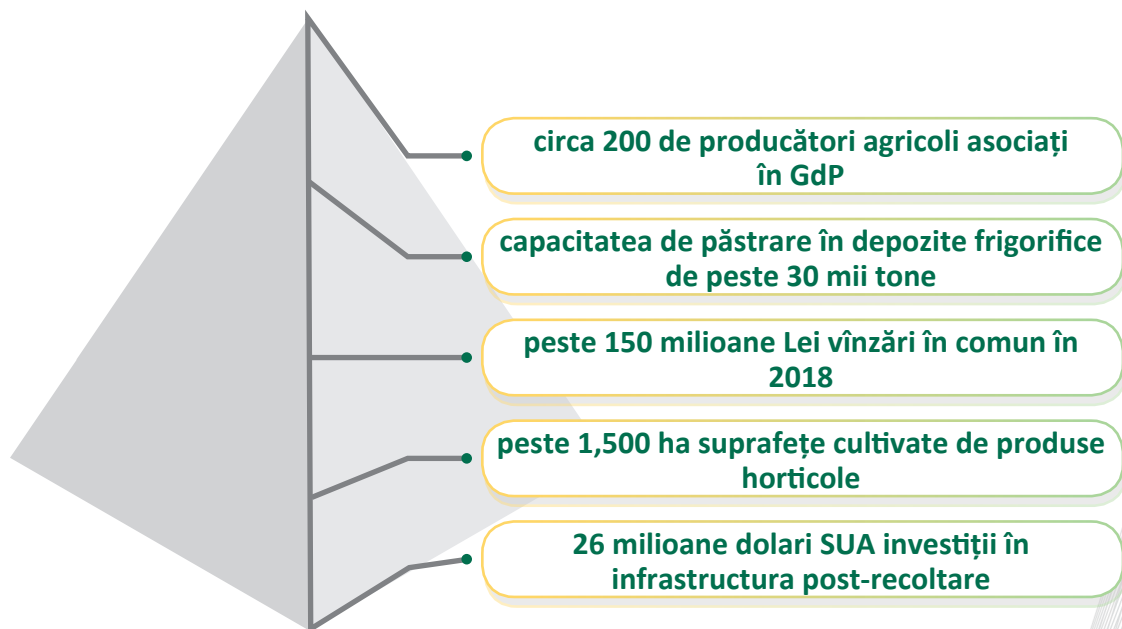 circa 200 de producători agricoli asociați
în GdP
capacitatea de păstrare în depozite frigorifice
de peste 30 mii tone
peste 150 milioane Lei vînzări în comun în
2018
peste 1,500 ha suprafețe cultivate de produse
horticole
26 milioane dolari SUA investiții în
infrastructura post-recoltare